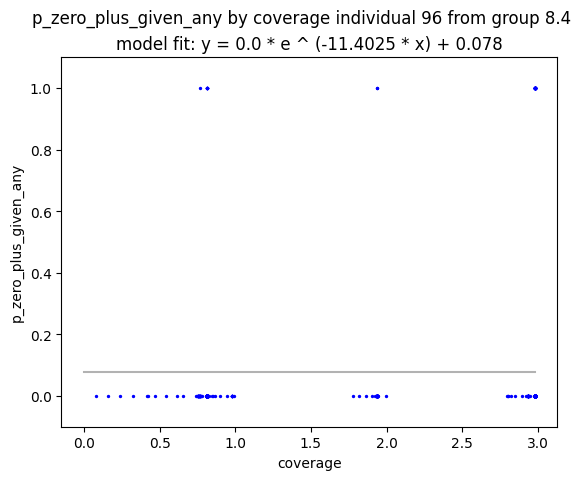 p_zero_plus_given_any by coverage individual 96 from group 8.4
model fit: y = 0.0 * e ^ (-11.4025 * x) + 0.078
1.0
0.8
0.6
0.4
0.2
0.0
p_zero_plus_given_any
0.0 0.5 1.0 1.5 2.0 2.5 3.0
coverage